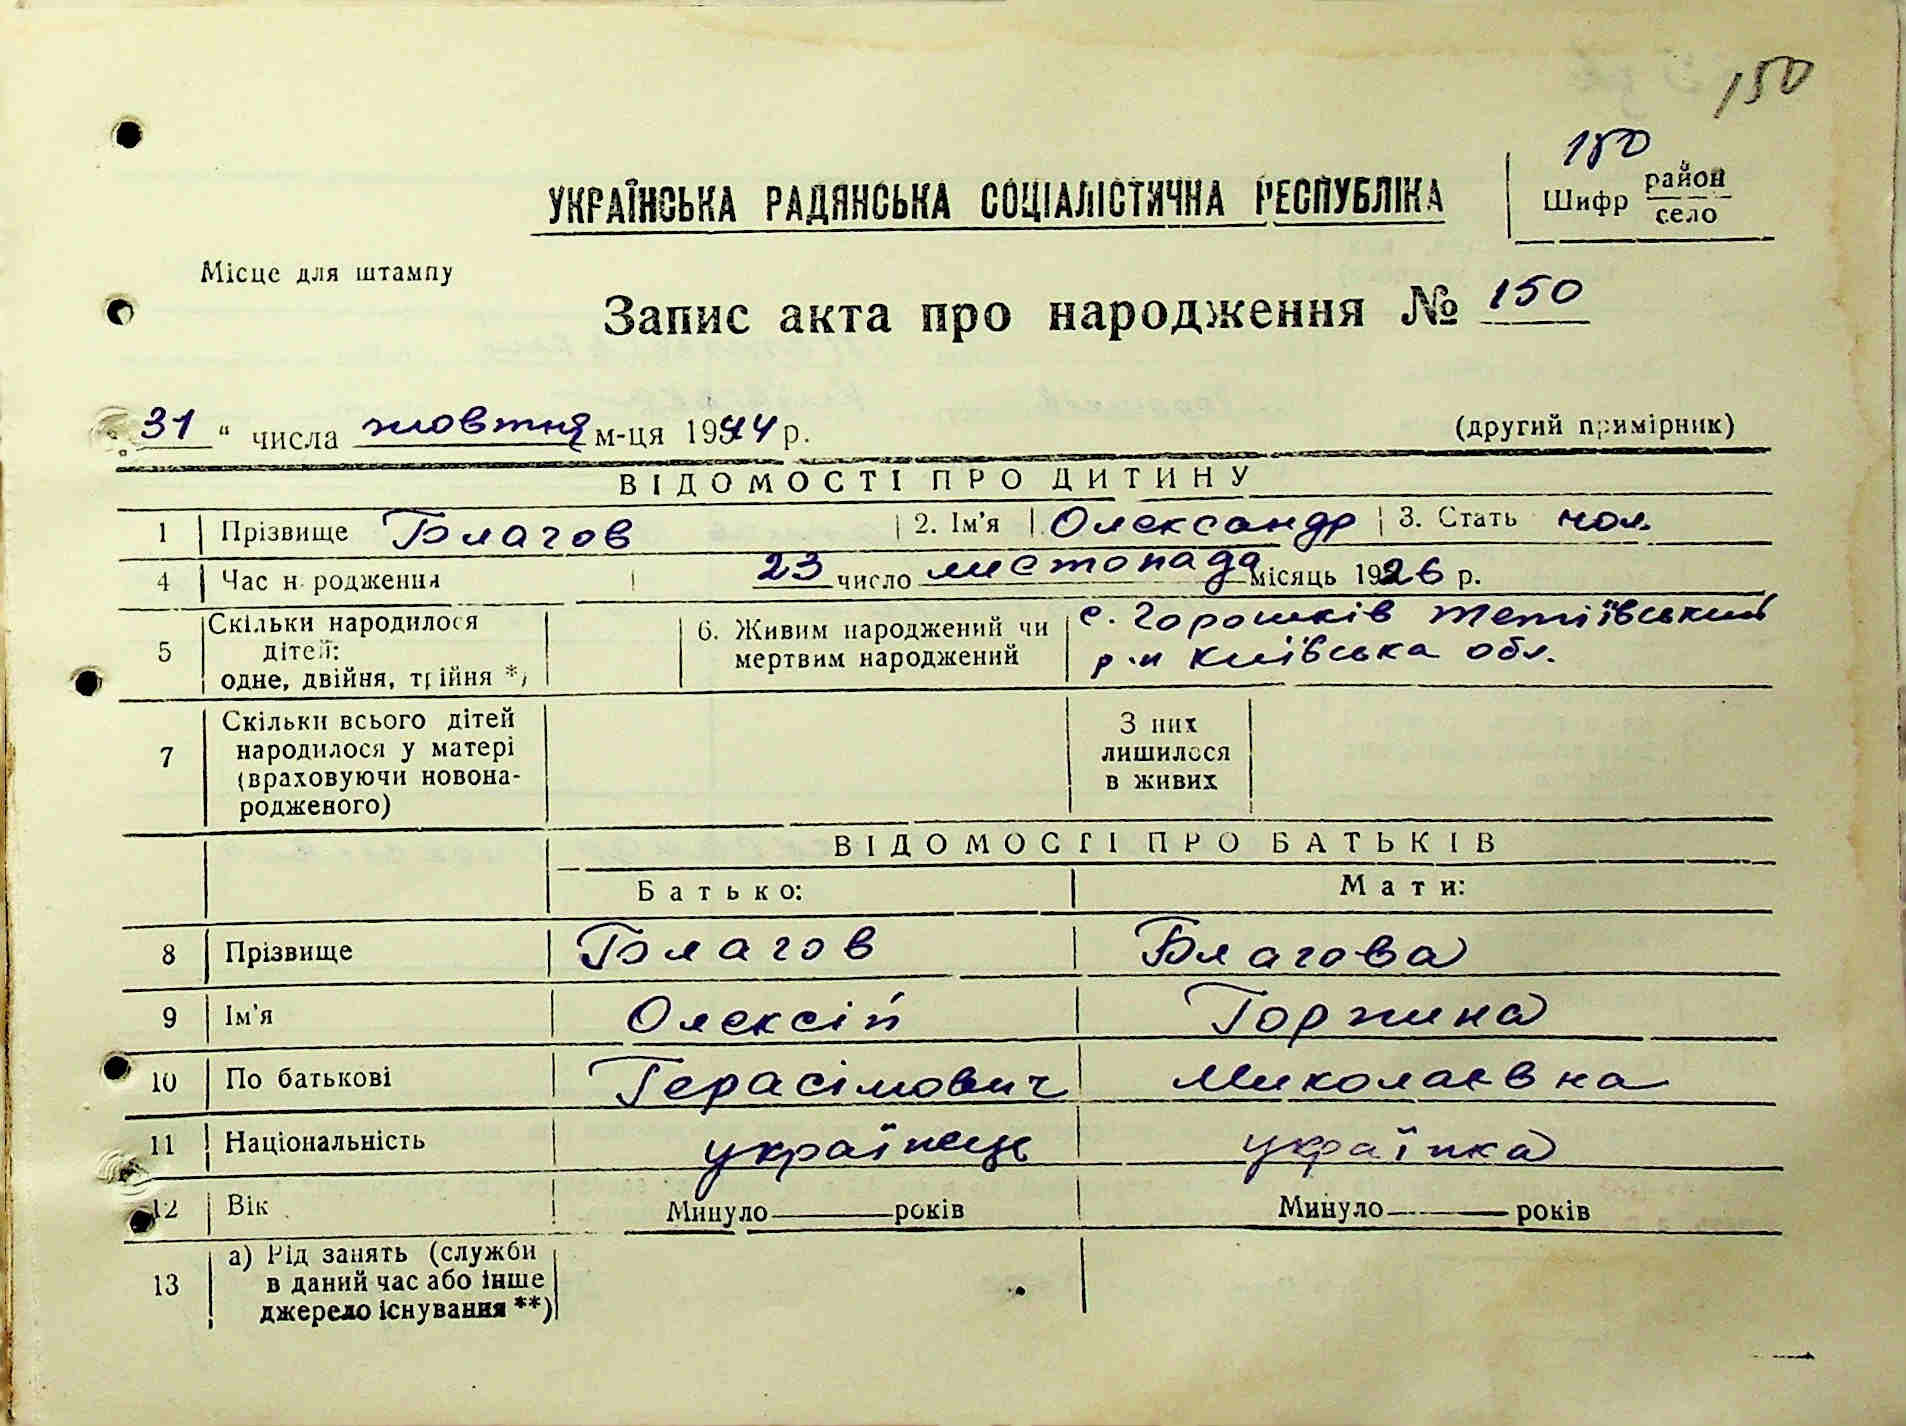 150
150
Шифр район
село
УКРАЇНСЬКА РАДЯНСЬКА СОЦІАЛІСТИЧНА РЕСПУБЛІКА
Місце для штампу
Запис акта про народження № 150
31 " числа жовтня м-ця 1944 р. (другий примірник)
ВІДОМОСТІ ПРО ДИТИНУ
1 Прізвище Благов 2. Ім'я Олександр 3. Стать чол.
4 Час народження 23 число листопада місяць 1926 р.
5 Скільки народилося дітей: одне, двійня, трійня *)
6. Живим народжений чи мертвим народжений
с. Горошків Тетіївський
р-н Київська обл.
7 Скільки всього дітей народилося у матері (враховуючи новонародженого)
З них лишилося в живих
ВІДОМОСТІ ПРО БАТЬКІВ
Батько: Мати:
8 Прізвище Благов Благова
9 Ім'я Олексій Горпина
10 По батькові Герасімович Миколаєвна
11 Національність українець українка
12 Вік Минуло років Минуло років
13 а) Рід занять (служби в даний час або інше джерело існування **)